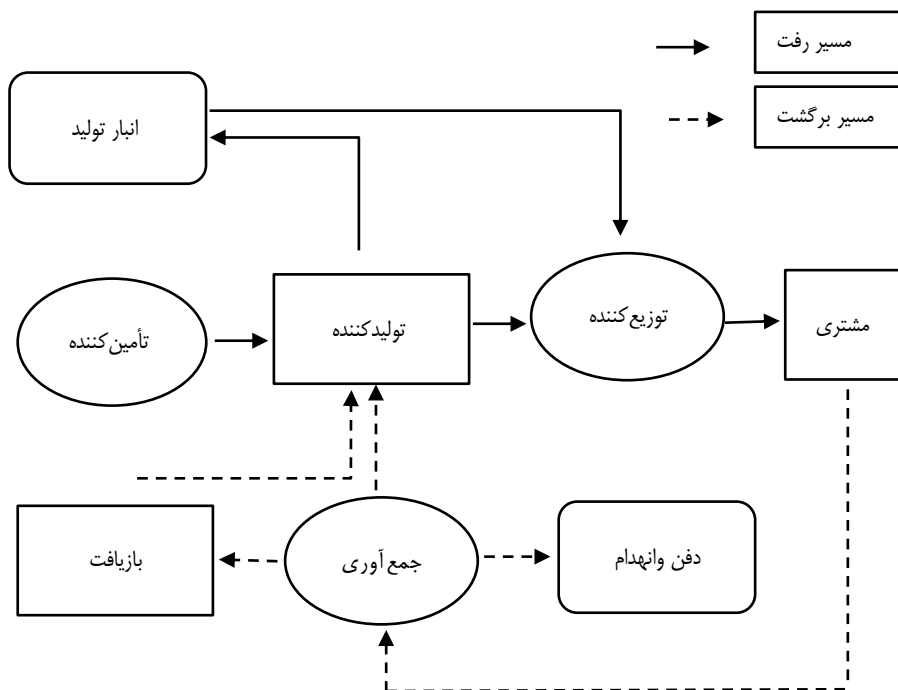 مسیر رفت
مسیر برگشت
انبار تولید
تأمین‌کننده
تولیدکننده
توزیع‌کننده
مشتری
بازیافت
جمع‌آوری
دفن وانهدام